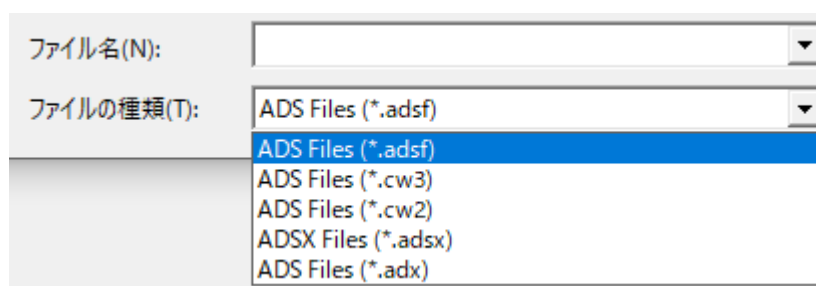 ファイル名(N):
ファイルの種類(T): ADS Files (*.adsf)
ADS Files (*.adsf)
ADS Files (*.cw3)
ADS Files (*.cw2)
ADSX Files (*.adsx)
ADS Files (*.adx)